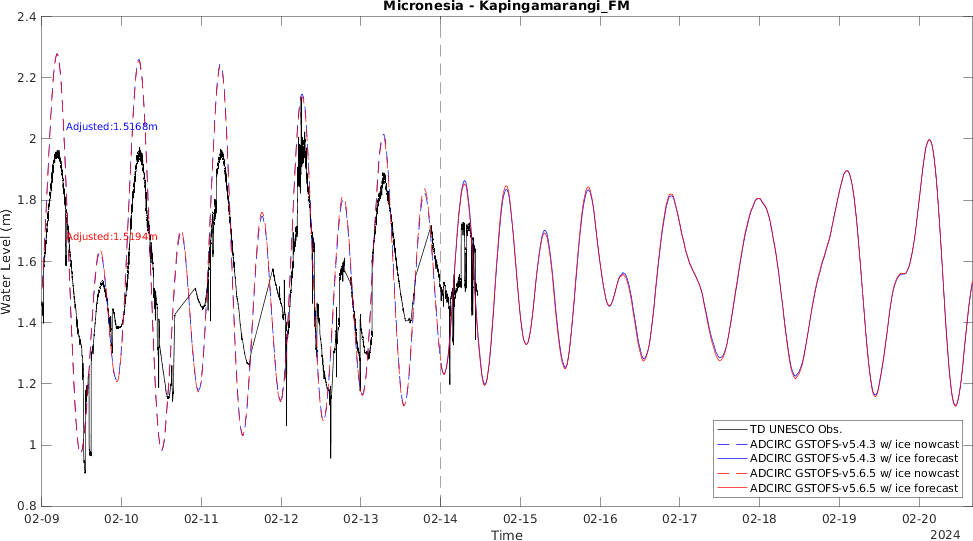 Micronesia - Kapingamarangi_FM
2.4
2.2
2
1.8
1.6
1.4
1.2
1
0.8
Water Level (m)
Adjusted:1.5168m
Adjusted:1.5194m
TD UNESCO Obs.
ADCIRC GSTOFS-v5.4.3 w/ ice nowcast
ADCIRC GSTOFS-v5.4.3 w/ ice forecast
ADCIRC GSTOFS-v5.6.5 w/ ice nowcast
ADCIRC GSTOFS-v5.6.5 w/ ice forecast
02-09 02-10 02-11 02-12 02-13 02-14 02-15 02-16 02-17 02-18 02-19 02-20
Time
2024